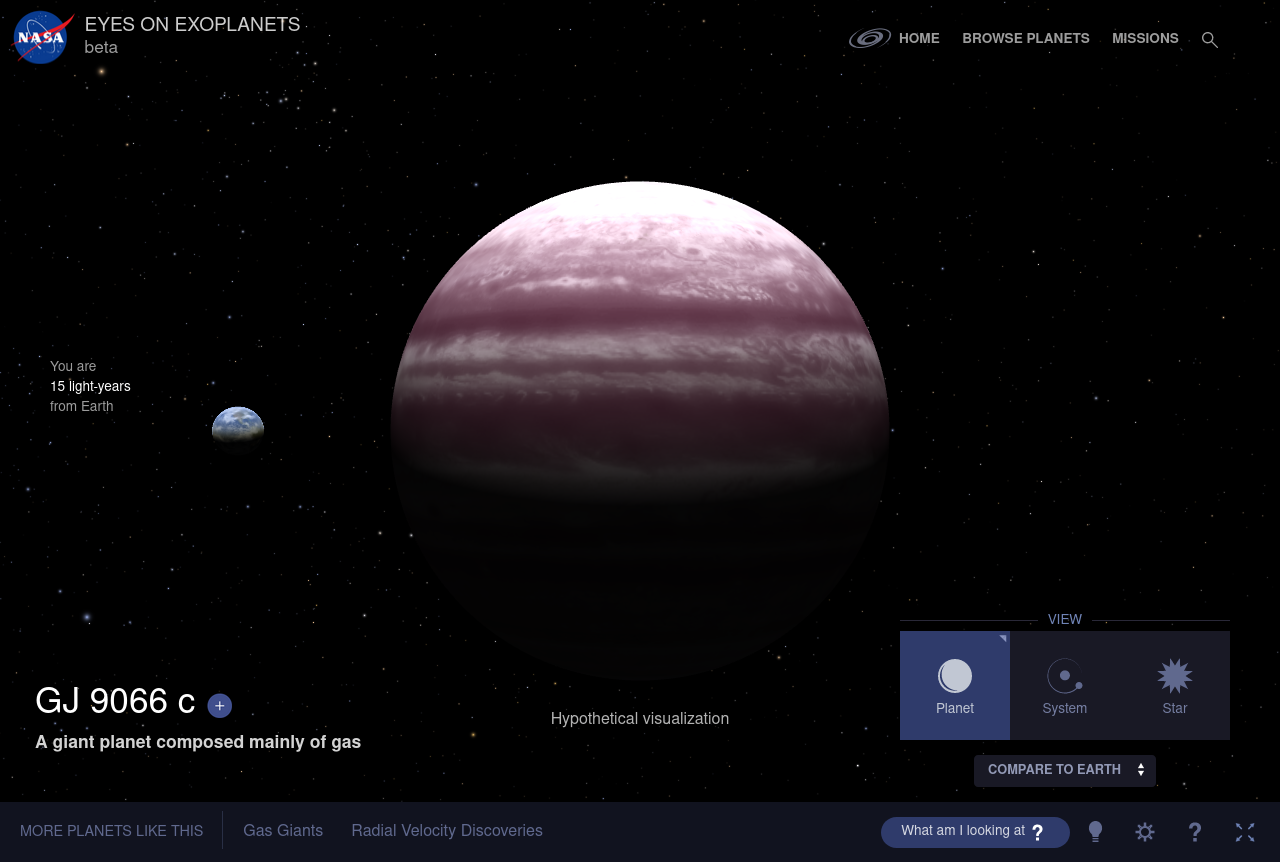 NASA
EYES ON EXOPLANETS
beta
HOME
BROWSE PLANETS
MISSIONS
You are
15 light-years
from Earth
VIEW
Planet
System
Star
GJ 9066 c +
A giant planet composed mainly of gas
Hypothetical visualization
COMPARE TO EARTH
MORE PLANETS LIKE THIS
Gas Giants
Radial Velocity Discoveries
What am I looking at ?
?